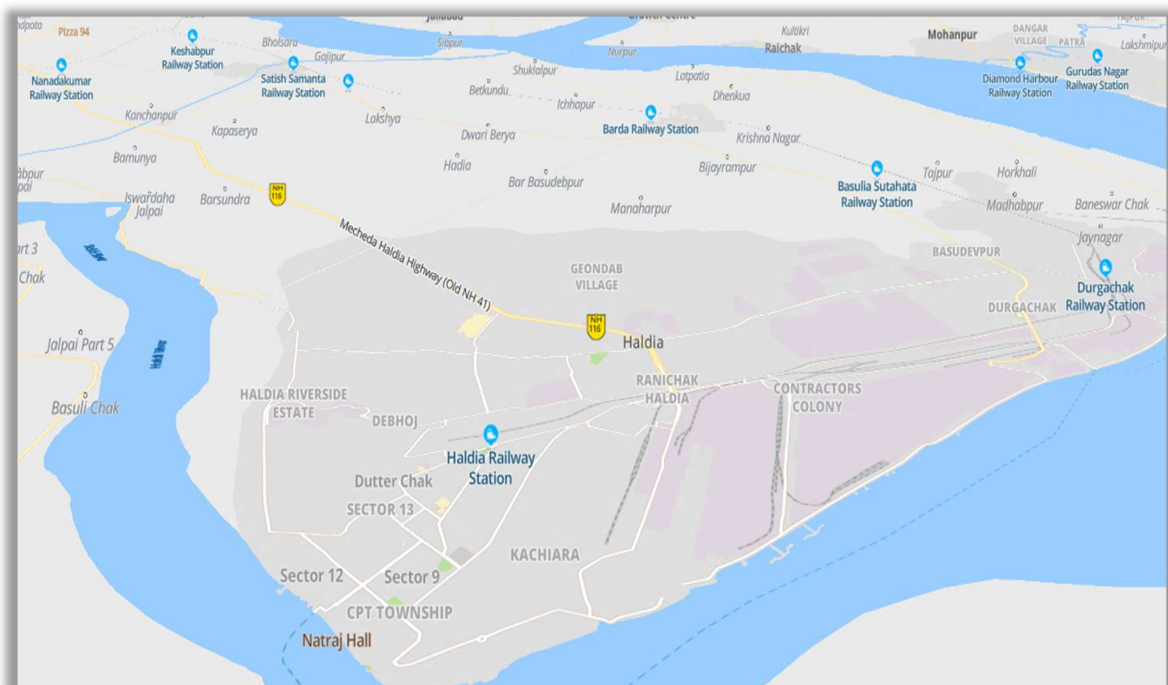 Pizza 94
Bholsara
Sibpur
Nurpur
Kultikri
Raichak
Mohanpur
DANGAR
VILLAGE
PATRA
Lakshmipur
Keshabpur
Railway Station
Gajipur
Nanadakumar
Railway Station
Satish Samanta
Railway Station
Shuklalpur
Betkundu
Latpatia
Dhenkua
Diamond Harbour
Railway Station
Gurudas Nagar
Railway Station
Kanchanpur
Kapaserya
Lakshya
Ichhapur
Dwari Berya
Barda Railway Station
Krishna Nagar
Bamunya
Hadia
Bar Basudebpur
Bijayrampur
Basulia Sutahata
Railway Station
Tajpur
Horkhali
Iswardaha
Jalpai
Barsundra
NH
116
Manaharpur
Madhabpur
Baneswar Chak
Mecheda Haldia Highway (Old NH 41)
Jaynagar
BASUDEVPUR
GEONDAB
VILLAGE
Chak
Durgachak
Railway Station
DURGACHAK
NH
116
Haldia
Jalpai Part 5
Basuli Chak
RANICHAK
HALDIA
CONTRACTORS
COLONY
HALDIA RIVERSIDE
ESTATE
DEBHOJ
Haldia Railway
Station
Dutter Chak
SECTOR 13
KACHIARA
Sector 12
Sector 9
CPT TOWNSHIP
Natraj Hall